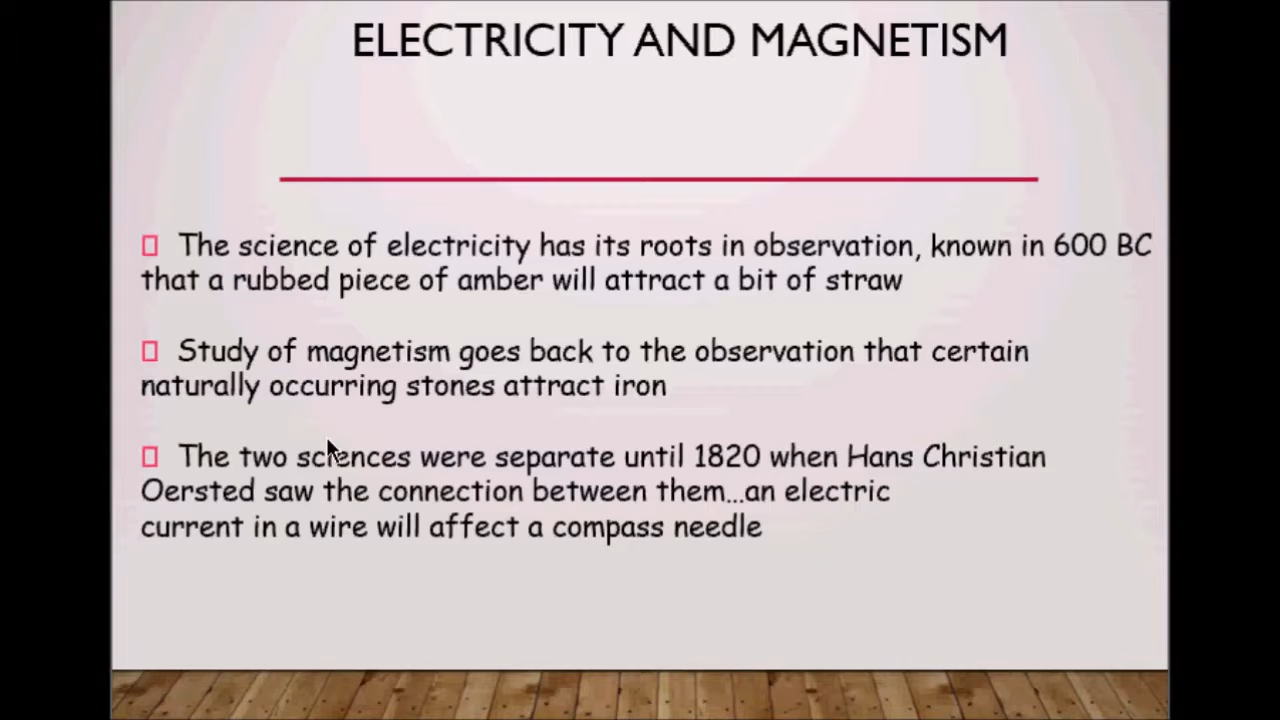 ELECTRICITY AND MAGNETISM
The science of electricity has its roots in observation, known in 600 BC
that a rubbed piece of amber will attract a bit of straw
Study of magnetism goes back to the observation that certain
naturally occurring stones attract iron
The two sciences were separate until 1820 when Hans Christian
Oersted saw the connection between them...an electric
current in a wire will affect a compass needle